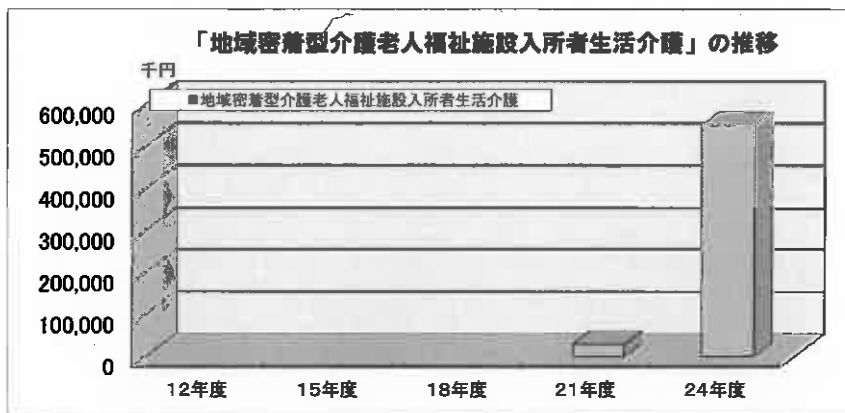 「地域密着型介護老人福祉施設入所者生活介護」の推移
千円
■地域密着型介護老人福祉施設入所者生活介護
600,000
500,000
400,000
300,000
200,000
100,000
0
12年度 15年度 18年度 21年度 24年度